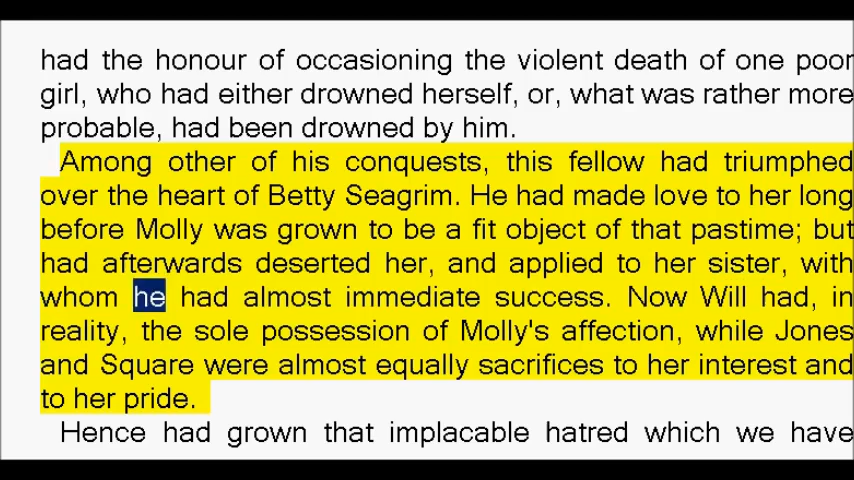 had the honour of occasioning the violent death of one poor
girl, who had either drowned herself, or, what was rather more
probable, had been drowned by him.
Among other of his conquests, this fellow had triumphed
over the heart of Betty Seagrim. He had made love to her long
before Molly was grown to be a fit object of that pastime; but
had afterwards deserted her, and applied to her sister, with
whom he had almost immediate success. Now Will had, in
reality, the sole possession of Molly's affection, while Jones
and Square were almost equally sacrifices to her interest and
to her pride.
Hence had grown that implacable hatred which we have